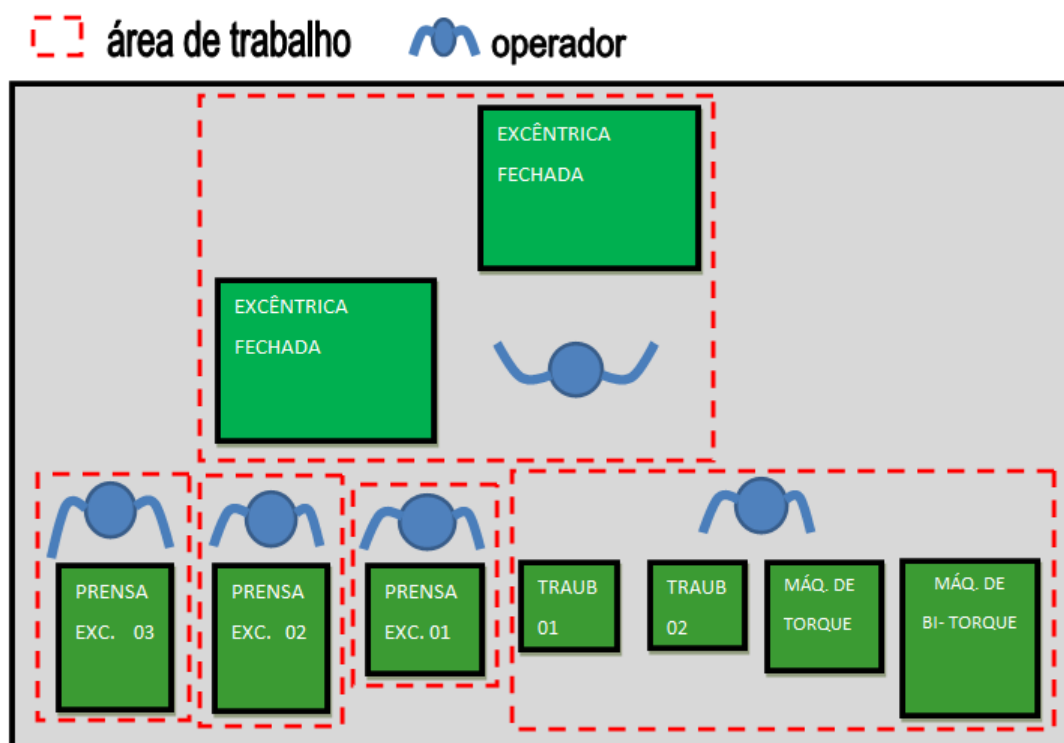 área de trabalho
operador
EXCÊNTRICA
FECHADA
EXCÊNTRICA
FECHADA
PRENSA
EXC. 03
PRENSA
EXC. 02
PRENSA
EXC. 01
TRAUB
01
TRAUB
02
MÁQ. DE
TORQUE
MÁQ. DE
BI- TORQUE